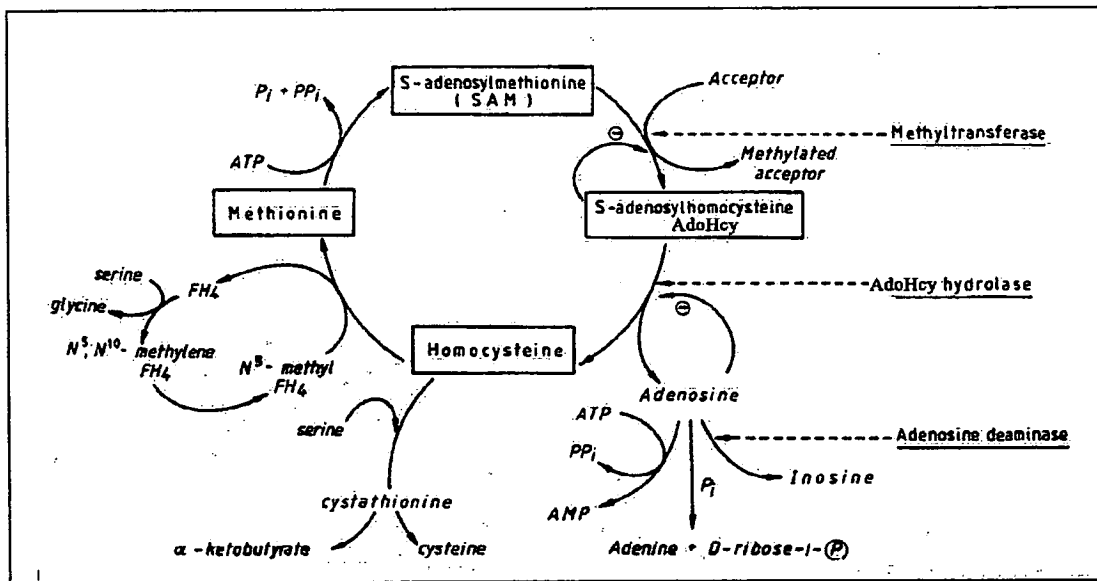 S-adenosylmethionine
(SAM)
Acceptor
Pi + PPi
⊖
Methyltransferase
ATP
Methylated
acceptor
Methionine
S-adenosylhomocysteine
AdoHcy
serine
FH4
AdoHcy hydrolase
glycine
⊖
N5, N10- methylene
FH4
N5- methyl
FH4
Homocysteine
Adenosine
ATP
serine
Adenosine deaminase
PPi
Pi
Inosine
cystathionine
AMP
α-ketobutyrate
cysteine
Adenine + D-ribose-1-Ⓟ